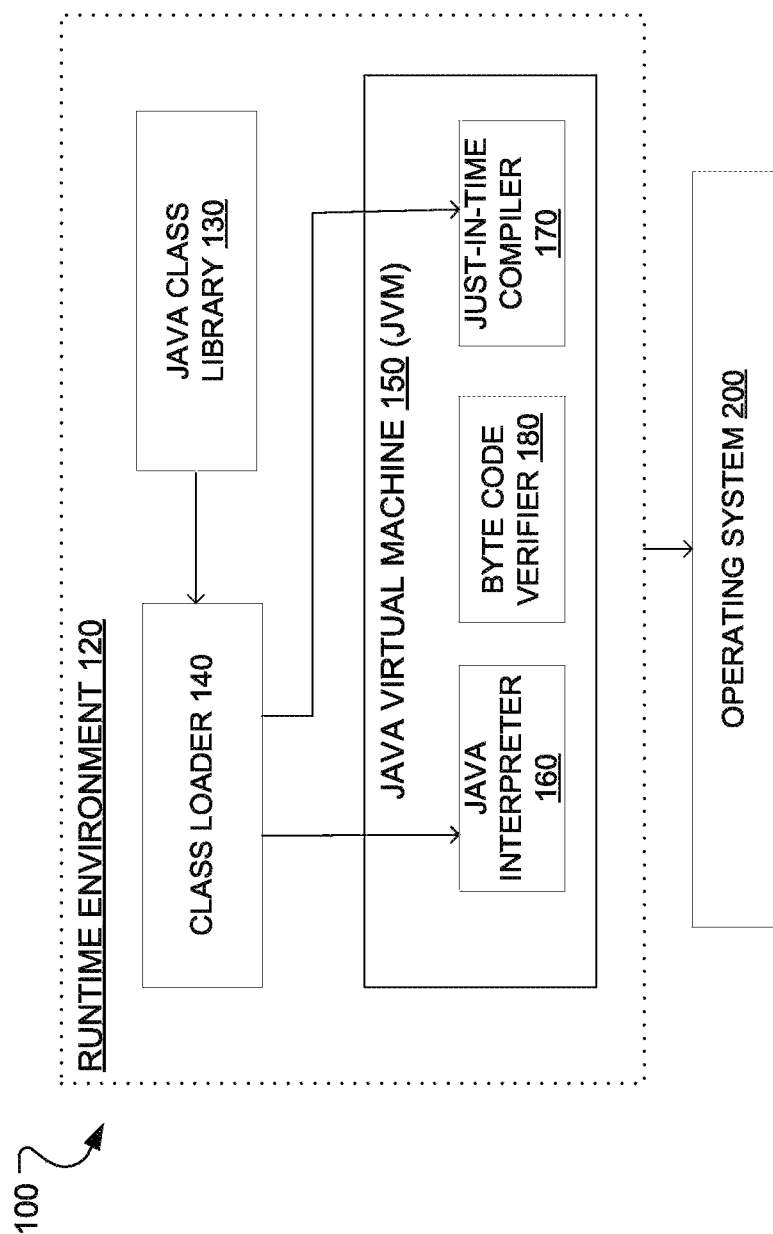 100
RUNTIME ENVIRONMENT 120
CLASS LOADER 140
JAVA CLASS
LIBRARY 130
JAVA VIRTUAL MACHINE 150 (JVM)
JAVA
INTERPRETER
160
BYTE CODE
VERIFIER 180
JUST-IN-TIME
COMPILER
170
OPERATING SYSTEM 200